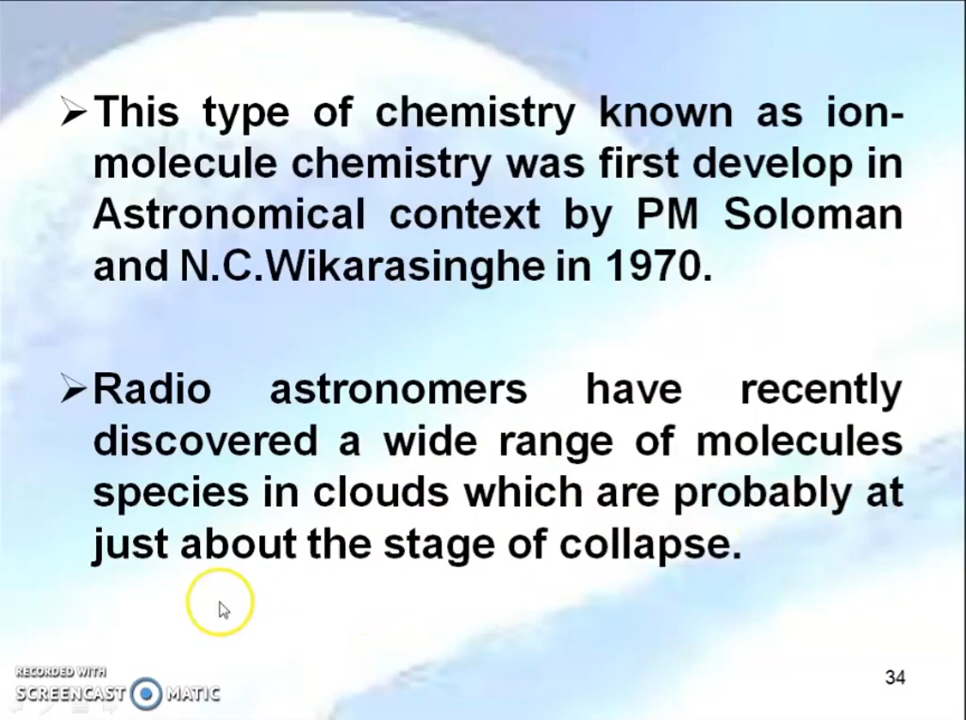 ➢This type of chemistry known as ion-
molecule chemistry was first develop in
Astronomical context by PM Soloman
and N.C.Wikarasinghe in 1970.
➢Radio astronomers have recently
discovered a wide range of molecules
species in clouds which are probably at
just about the stage of collapse.
RECORDED WITH
SCREENCAST MATIC
34